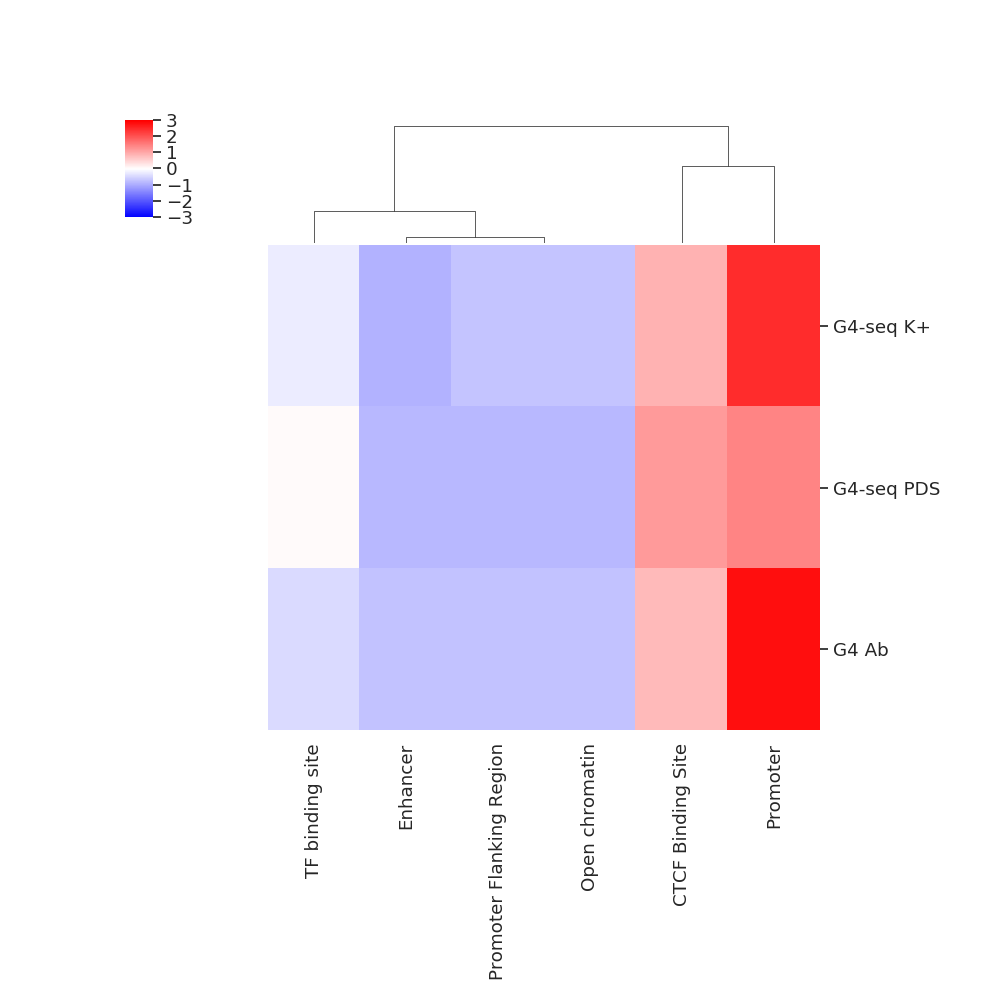 3
2
1
0
−1
−2
−3
G4-seq K+
G4-seq PDS
G4 Ab
TF binding site
Enhancer
Promoter Flanking Region
Open chromatin
CTCF Binding Site
Promoter